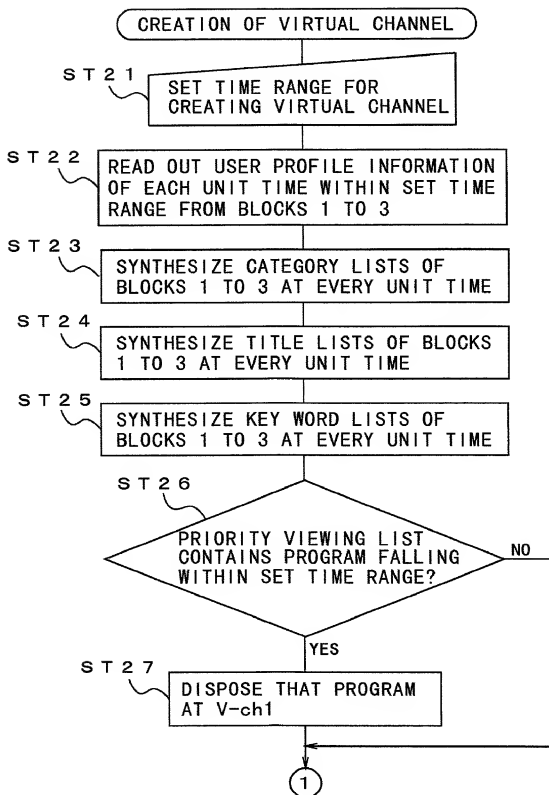 CREATION OF VIRTUAL CHANNEL
ST21
SET TIME RANGE FOR
CREATING VIRTUAL CHANNEL
ST22
READ OUT USER PROFILE INFORMATION
OF EACH UNIT TIME WITHIN SET TIME
RANGE FROM BLOCKS 1 TO 3
ST23
SYNTHESIZE CATEGORY LISTS OF
BLOCKS 1 TO 3 AT EVERY UNIT TIME
ST24
SYNTHESIZE TITLE LISTS OF BLOCKS
1 TO 3 AT EVERY UNIT TIME
ST25
SYNTHESIZE KEY WORD LISTS OF
BLOCKS 1 TO 3 AT EVERY UNIT TIME
ST26
PRIORITY VIEWING LIST
CONTAINS PROGRAM FALLING
WITHIN SET TIME RANGE?
NO
YES
ST27
DISPOSE THAT PROGRAM
AT V-ch1
1